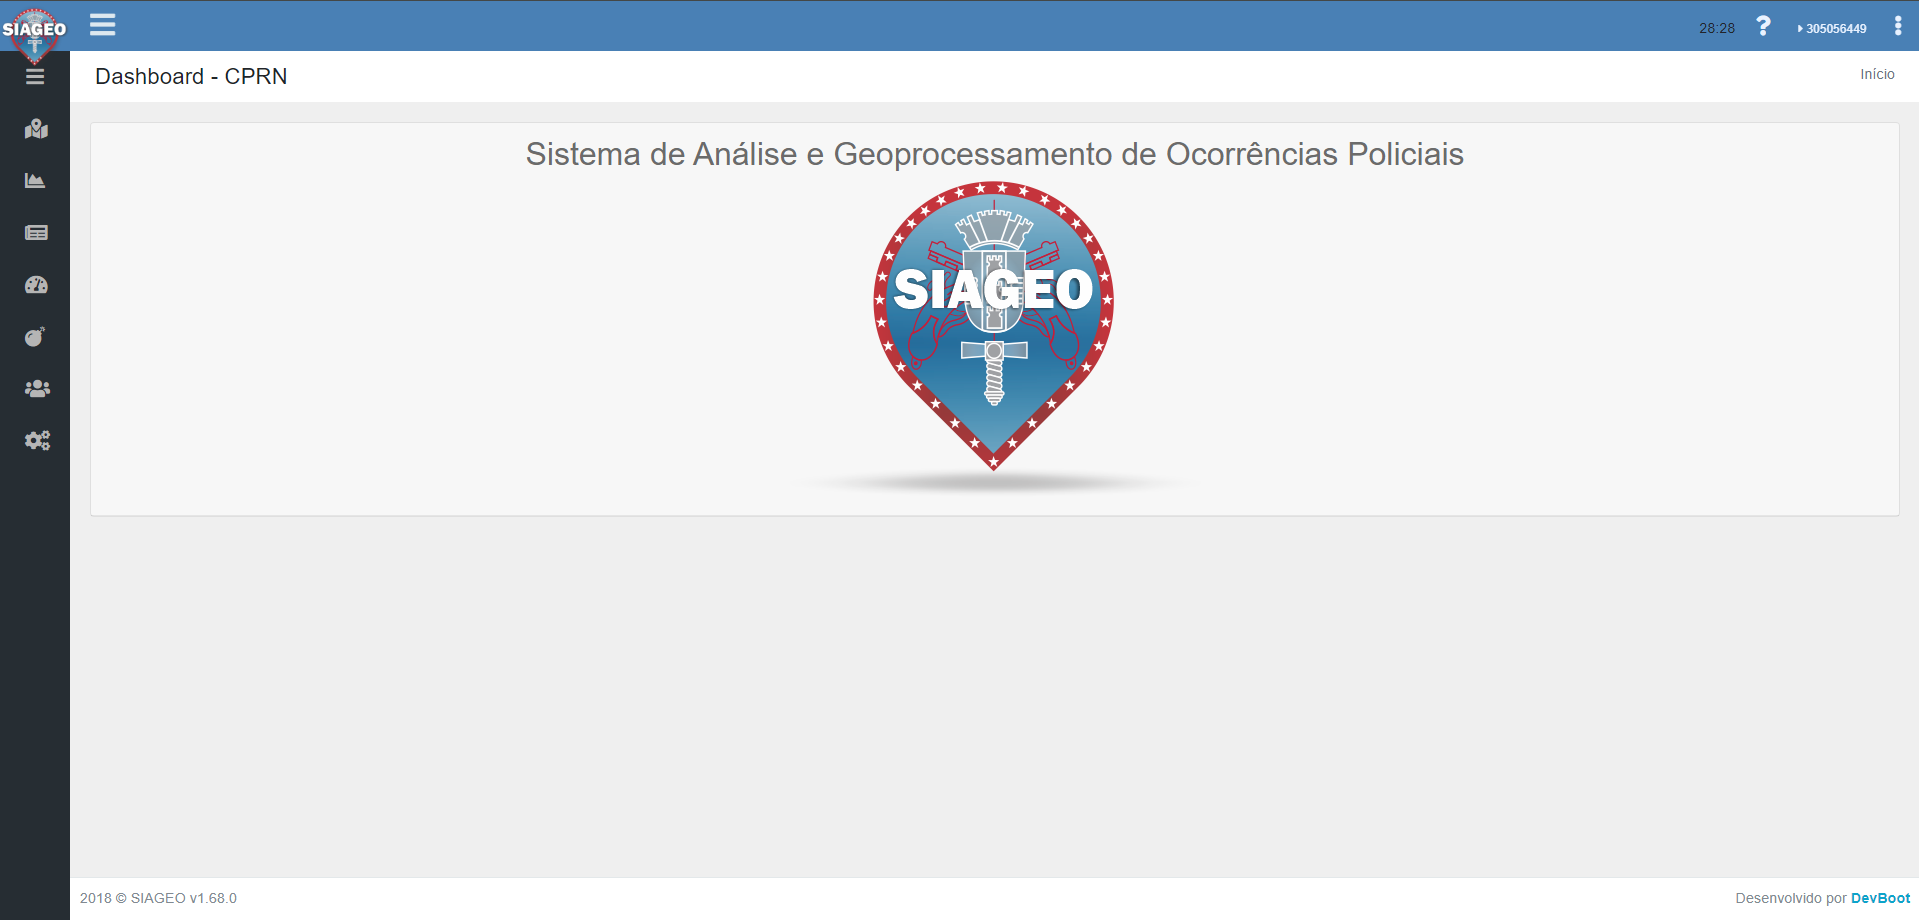 SIAGEO
28:28
305056449
Dashboard - CPRN
Início
Sistema de Análise e Geoprocessamento de Ocorrências Policiais
SIAGEO
2018 © SIAGEO v1.68.0
Desenvolvido por DevBoot